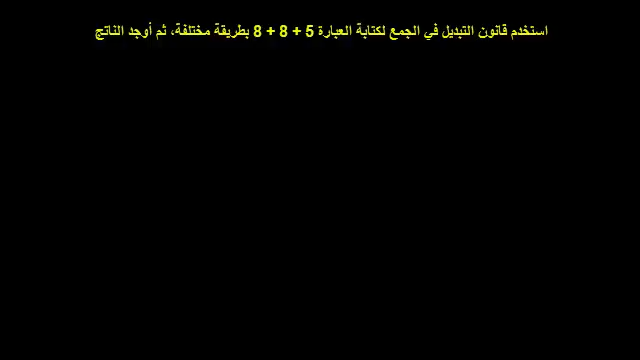 استخدم قانون التبديل في الجمع لكتابة العبارة 5 + 8 + 8 بطريقة مختلفة، ثم أوجد الناتج